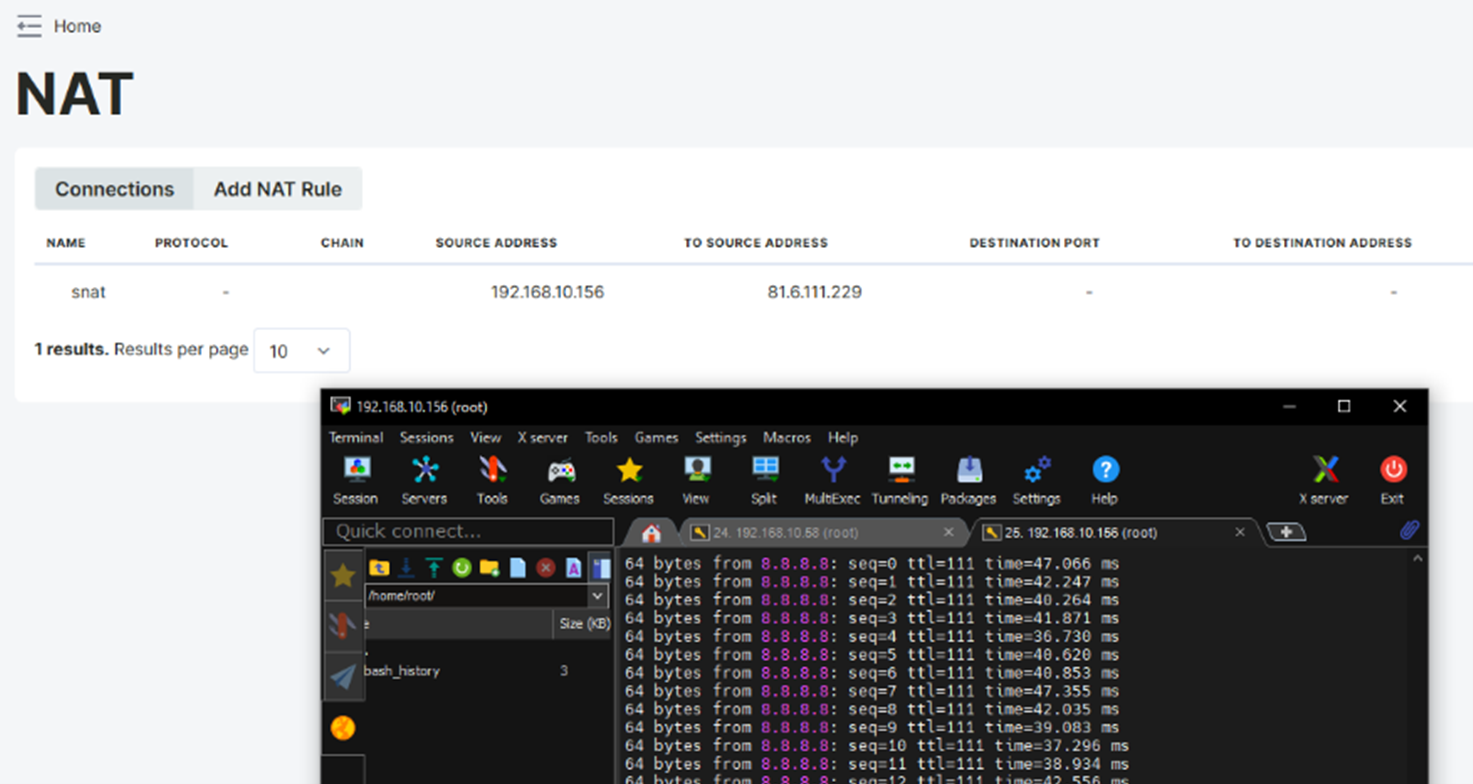 Home
NAT
Connections Add NAT Rule
NAME PROTOCOL CHAIN SOURCE ADDRESS TO SOURCE ADDRESS DESTINATION PORT TO DESTINATION ADDRESS
snat - 192.168.10.156 81.6.111.229 - -
1 results. Results per page 10
192.168.10.156 (root)
Terminal Sessions View X server Tools Games Settings Macros Help
Session Servers Tools Games Sessions View Split MultiExec Tunneling Packages Settings Help X server Exit
Quick connect... 24. 192.168.10.58 (root) 25. 192.168.10.156 (root)
/home/root/
e Size (KB)
bash_history 3
64 bytes from 8.8.8.8: seq=0 ttl=111 time=47.066 ms
64 bytes from 8.8.8.8: seq=1 ttl=111 time=42.247 ms
64 bytes from 8.8.8.8: seq=2 ttl=111 time=40.264 ms
64 bytes from 8.8.8.8: seq=3 ttl=111 time=41.871 ms
64 bytes from 8.8.8.8: seq=4 ttl=111 time=36.730 ms
64 bytes from 8.8.8.8: seq=5 ttl=111 time=40.620 ms
64 bytes from 8.8.8.8: seq=6 ttl=111 time=40.853 ms
64 bytes from 8.8.8.8: seq=7 ttl=111 time=47.355 ms
64 bytes from 8.8.8.8: seq=8 ttl=111 time=42.035 ms
64 bytes from 8.8.8.8: seq=9 ttl=111 time=39.083 ms
64 bytes from 8.8.8.8: seq=10 ttl=111 time=37.296 ms
64 bytes from 8.8.8.8: seq=11 ttl=111 time=38.934 ms
64 bytes from 8.8.8.8: seq=12 ttl=111 time=42.556 ms